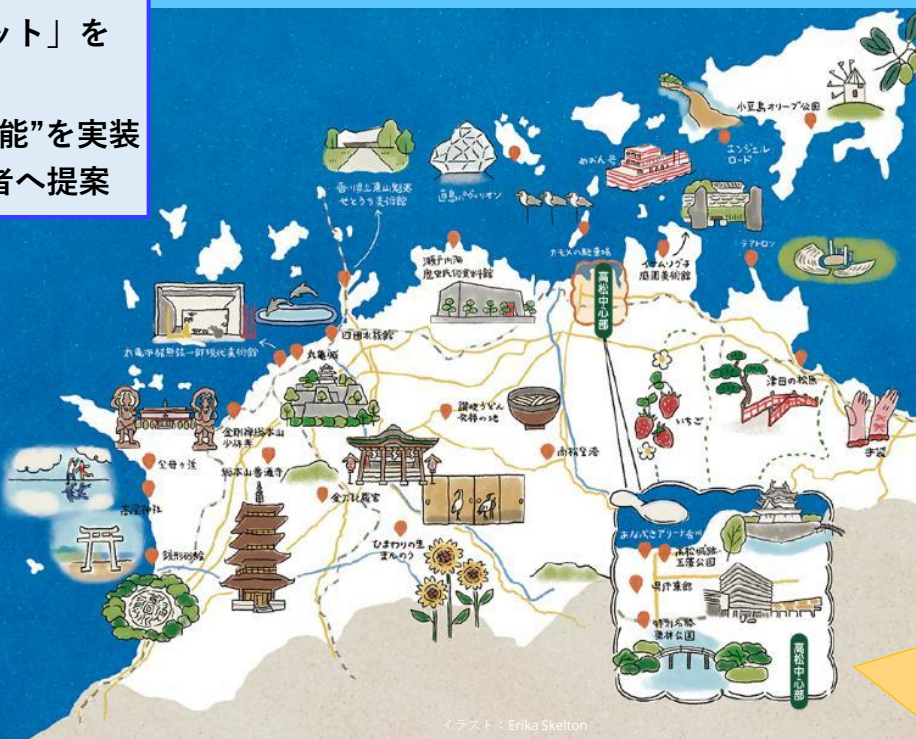 ット」を
能”を実装
者へ提案
小豆島オリーブ公園
エンジェル
ロード
めおん号
香川県立東山魁夷
せとうち美術館
直島パヴィリオン
瀬戸内海
歴史民俗資料館
カモメの駐車場
イサムノグチ
庭園美術館
テアトロン
高松中心部
四国水族館
丸亀市猪熊弦一郎現代美術館
丸亀城
讃岐うどん
発祥の地
いちご
津田の松原
手袋
金剛禅総本山
少林寺
父母ヶ浜
総本山善通寺
高松空港
金刀比羅宮
高屋神社
銭形砂絵
ひまわりの里
まんのう
あなぶきアリーナ香川
高松城跡
玉藻公園
県庁東館
特別名勝
栗林公園
高松中心部
イラスト：Erika Skelton